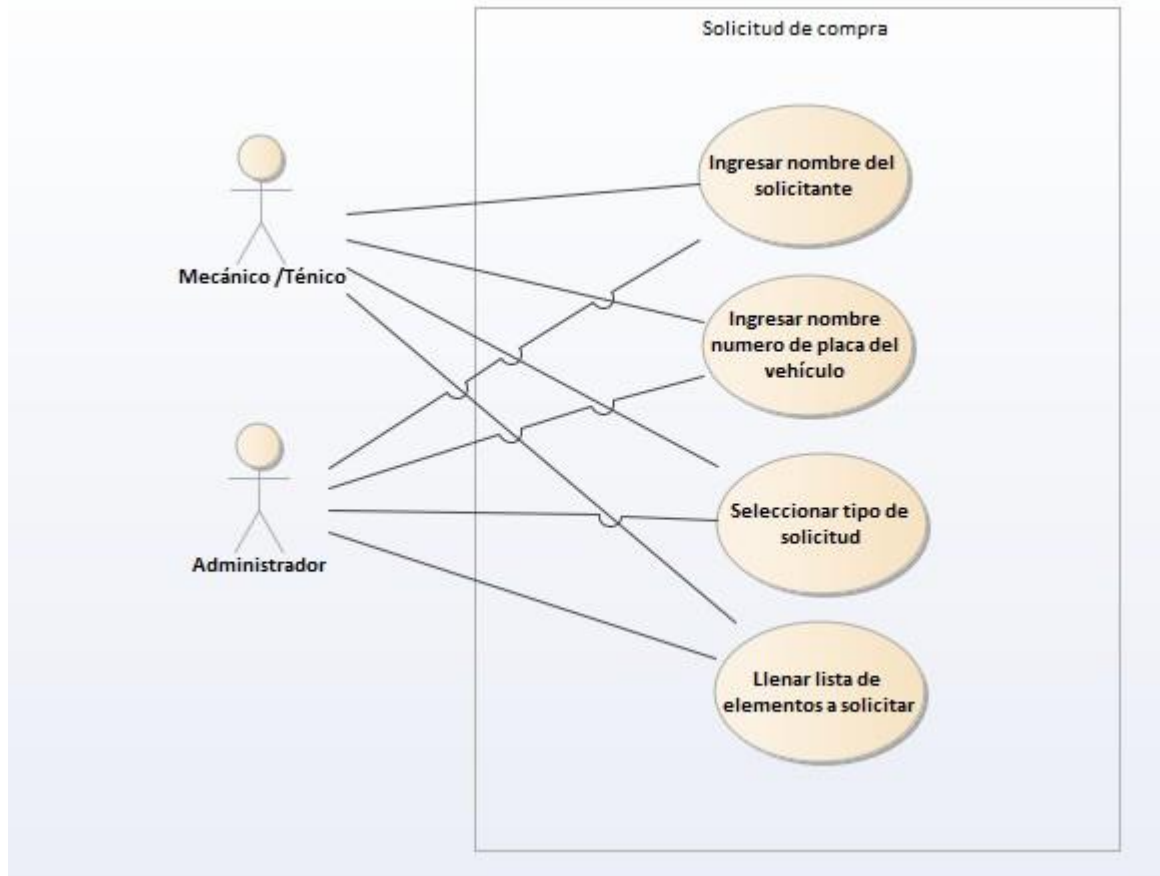 Solicitud de compra
Ingresar nombre del
solicitante
Mecánico /Ténico
Ingresar nombre
numero de placa del
vehículo
Administrador
Seleccionar tipo de
solicitud
Llenar lista de
elementos a solicitar